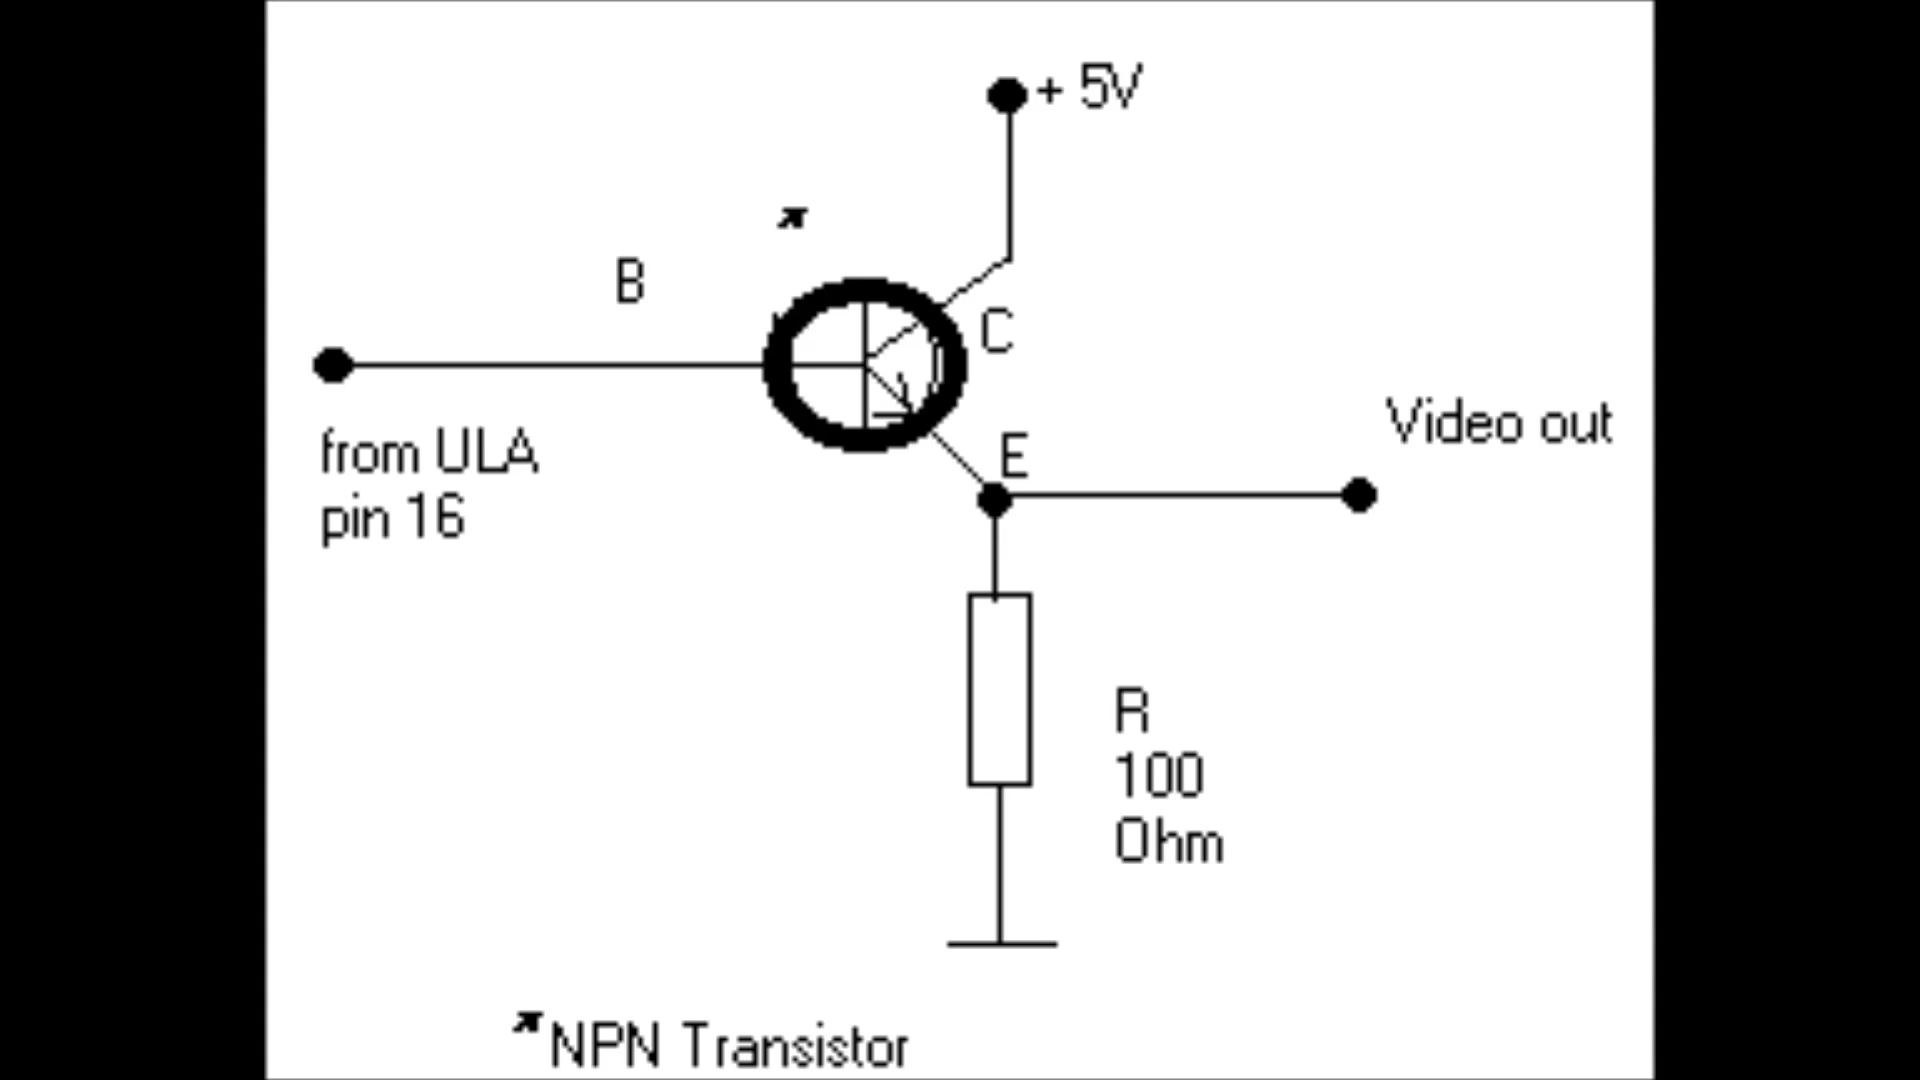 + 5V
B
C
from ULA
pin 16
E
Video out
R
100
Ohm
*NPN Transistor